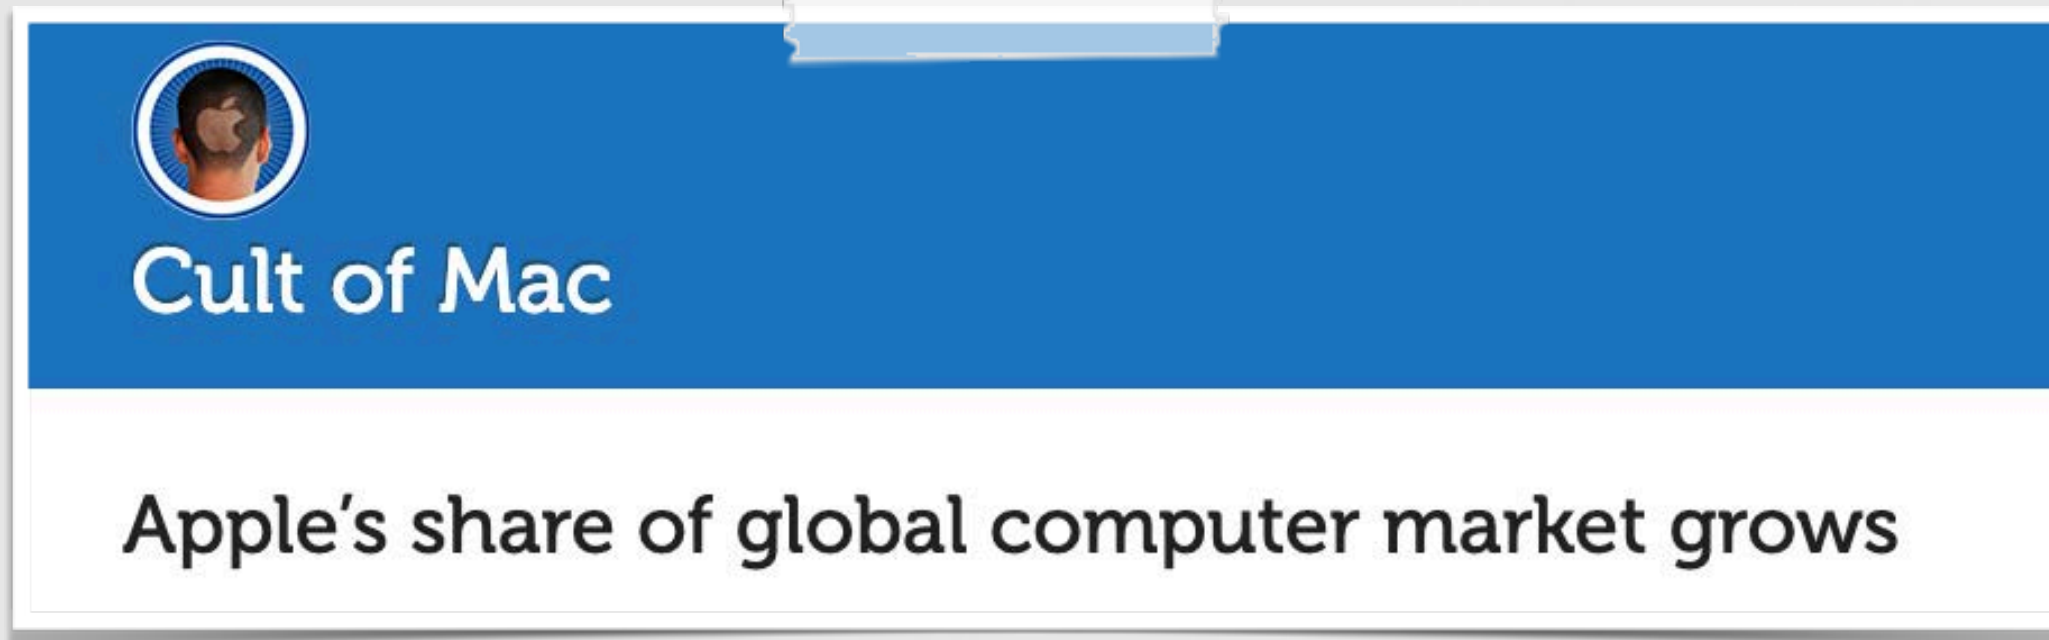 Cult of Mac
Apple’s share of global computer market grows